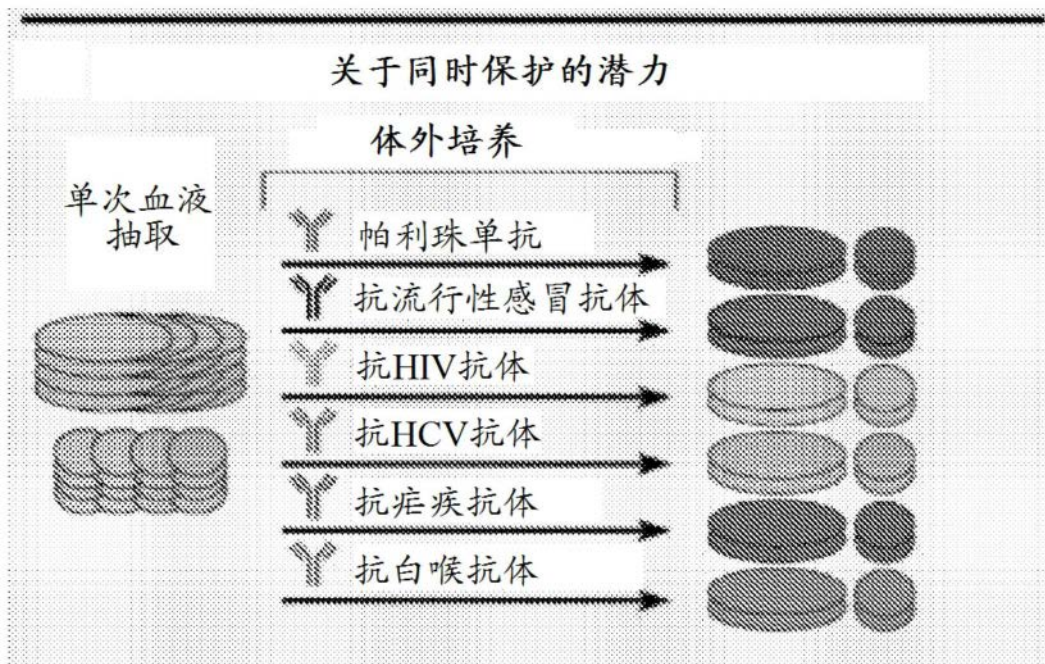 关于同时保护的潜力
体外培养
单次血液
抽取
帕利珠单抗
抗流行性感冒抗体
抗HIV抗体
抗HCV抗体
抗疟疾抗体
抗白喉抗体